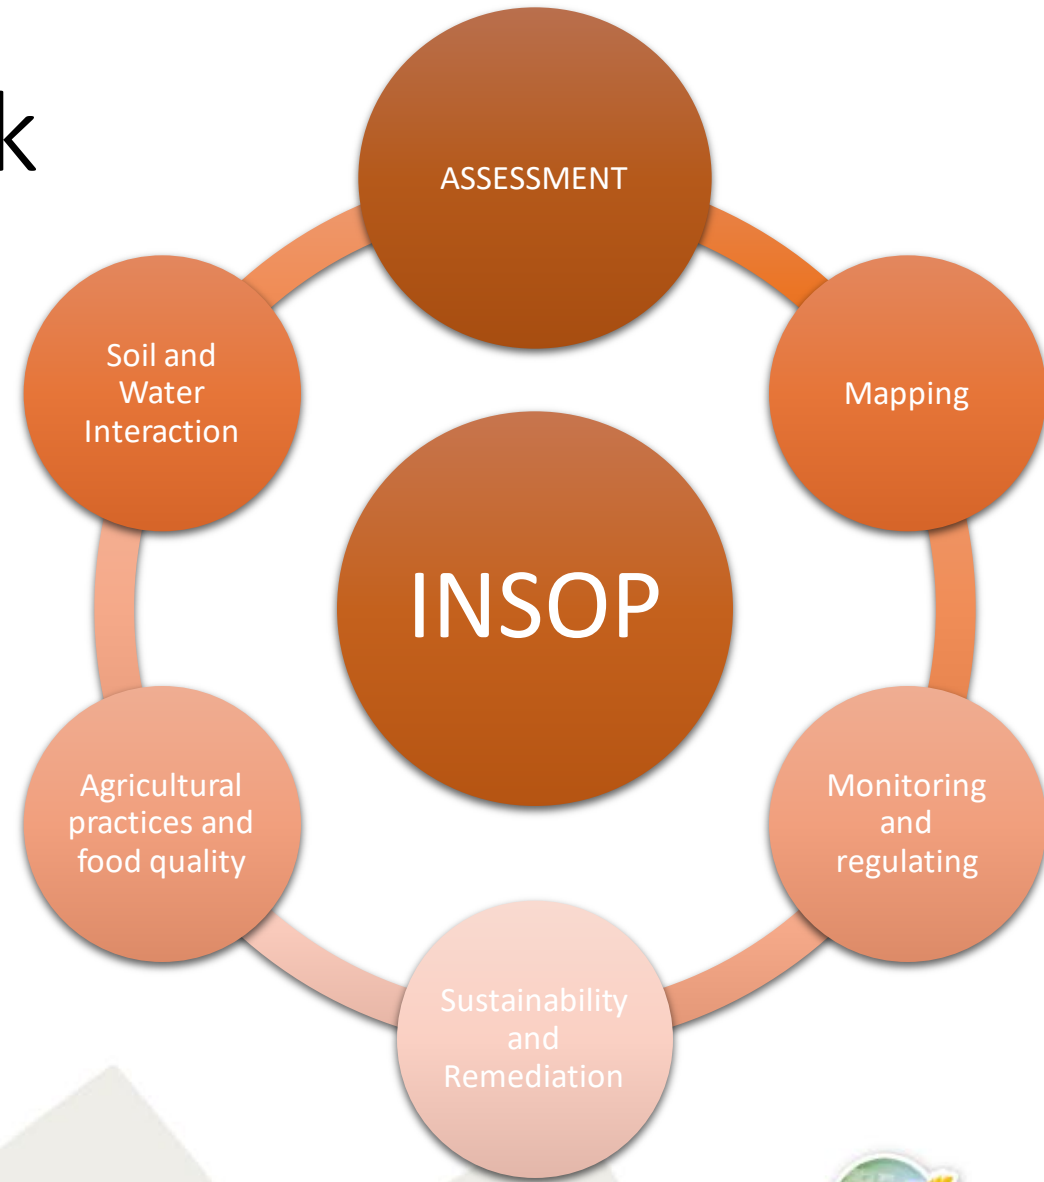 k
ASSESSMENT
Mapping
Monitoring
and
regulating
Sustainability
and
Remediation
Agricultural
practices and
food quality
Soil and
Water
Interaction
INSOP